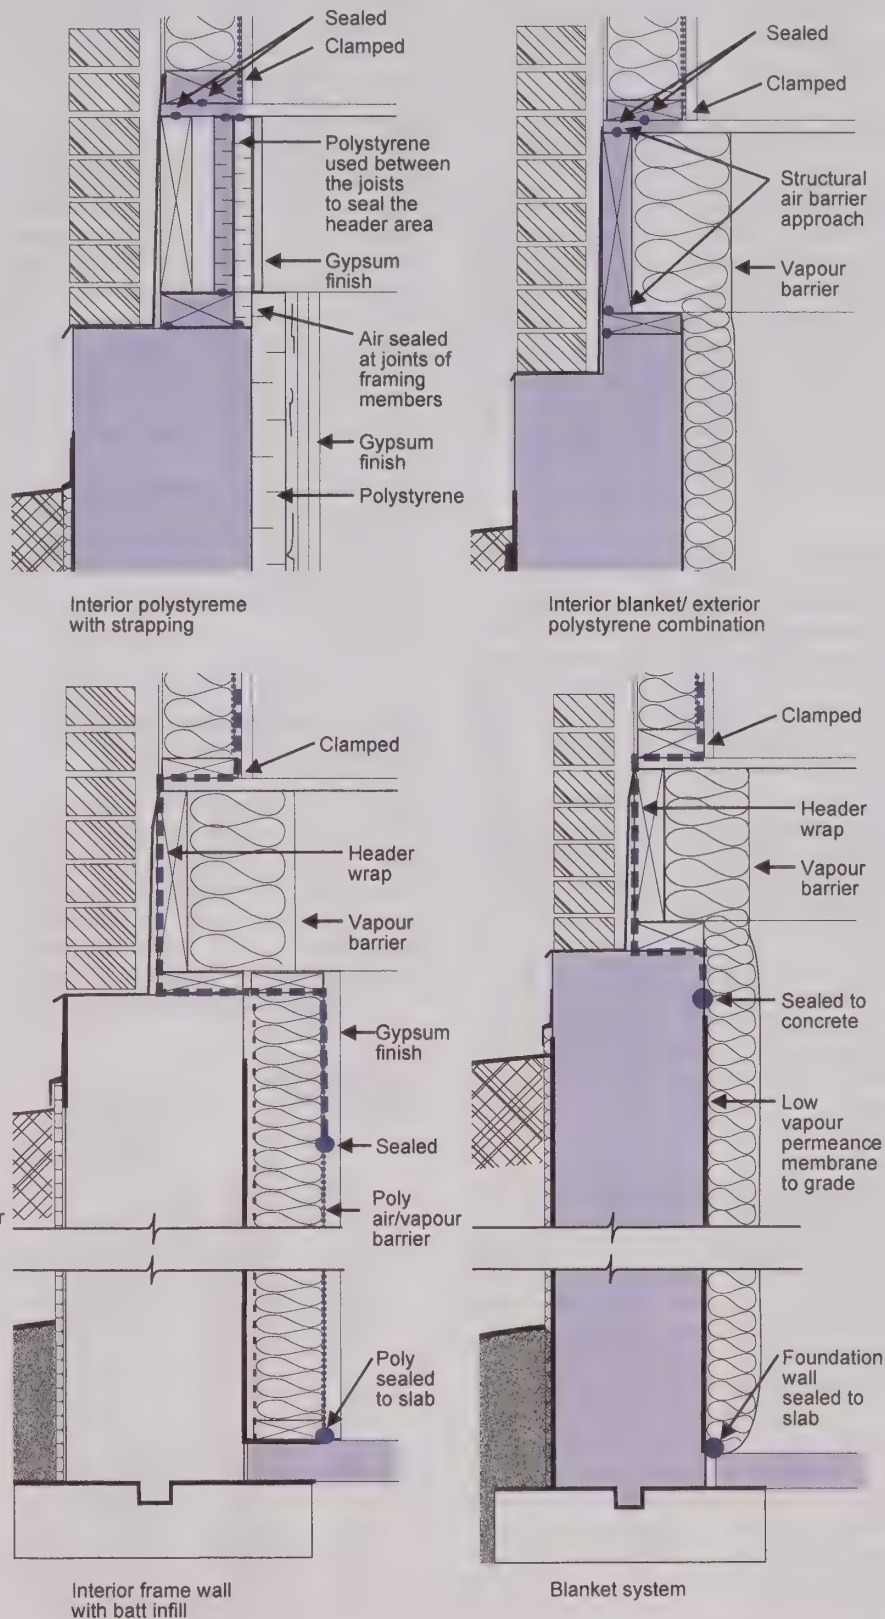 Sealed
Clamped
Polystyrene
used between
the joists
to seal the
header area
Gypsum
finish
Air sealed
at joints of
framing
members
Gypsum
finish
Polystyrene
Interior polystyreme
with strapping
Sealed
Clamped
Structural
air barrier
approach
Vapour
barrier
Interior blanket/ exterior
polystyrene combination
Clamped
Header
wrap
Vapour
barrier
Gypsum
finish
Sealed
Poly
air/vapour
barrier
Poly
sealed
to slab
Interior frame wall
with batt infill
Clamped
Header
wrap
Vapour
barrier
Sealed to
concrete
Low
vapour
permeance
membrane
to grade
Foundation
wall
sealed to
slab
Blanket system